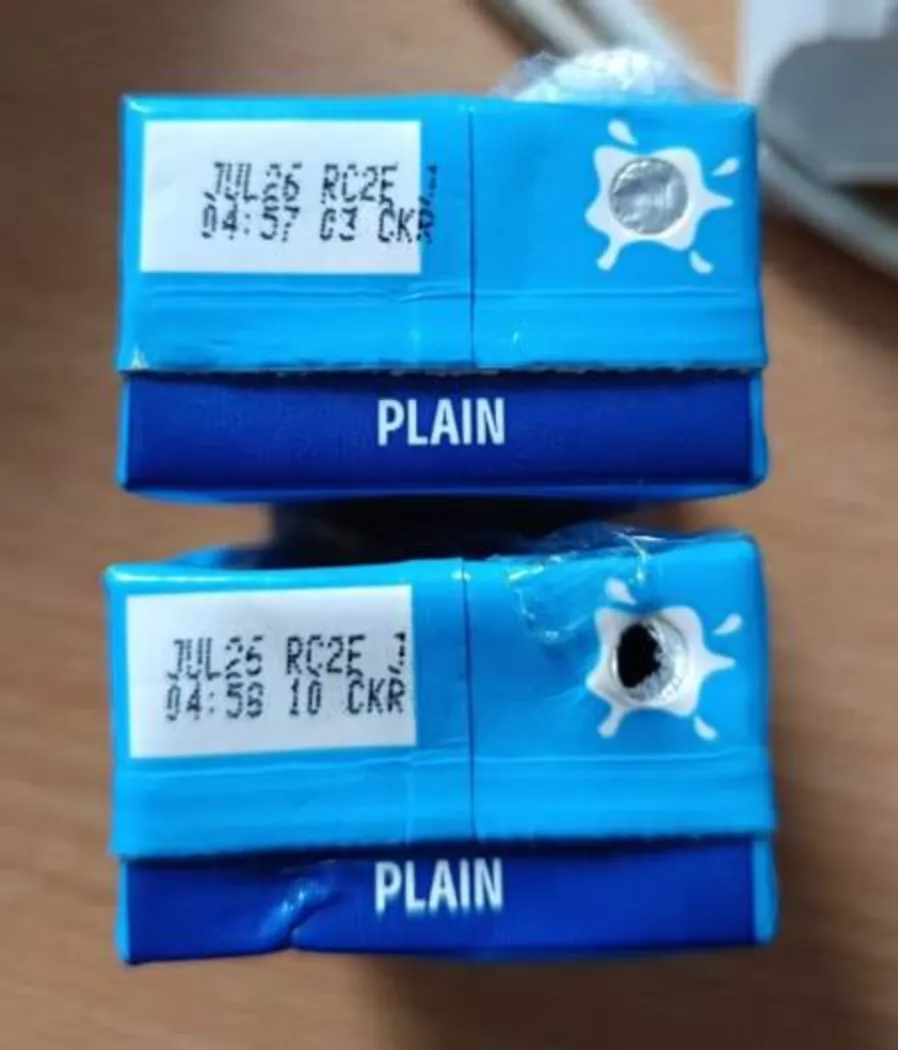 JUL26 RC2E
04:57 03 CKR
PLAIN
JUL26 RC2E
04:58 10 CKR
PLAIN